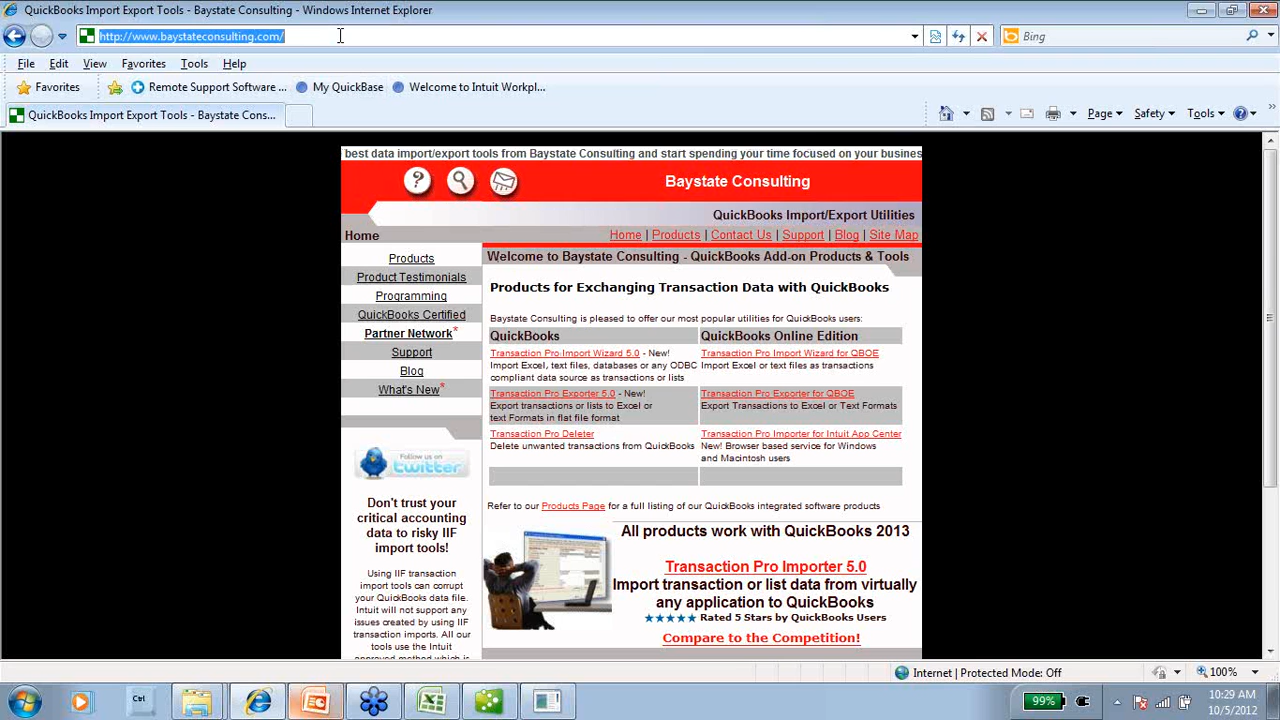 QuickBooks Import Export Tools - Baystate Consulting - Windows Internet Explorer
http://www.baystateconsulting.com/
Bing
File Edit View Favorites Tools Help
Favorites Remote Support Software ... My QuickBase Welcome to Intuit Workpl...
QuickBooks Import Export Tools - Baystate Cons...
Page Safety Tools
best data import/export tools from Baystate Consulting and start spending your time focused on your busines
Baystate Consulting
QuickBooks Import/Export Utilities
Home
Home | Products | Contact Us | Support | Blog | Site Map
Products
Product Testimonials
Programming
QuickBooks Certified
Partner Network*
Support
Blog
What's New*
Follow us on
twitter
Don't trust your
critical accounting
data to risky IIF
import tools!
Using IIF transaction
import tools can corrupt
your QuickBooks data file.
Intuit will not support any
issues created by using IIF
transaction imports. All our
tools use the Intuit
approved method which is
Welcome to Baystate Consulting - QuickBooks Add-on Products & Tools
Products for Exchanging Transaction Data with QuickBooks
Baystate Consulting is pleased to offer our most popular utilities for QuickBooks users:
QuickBooks
Transaction Pro Import Wizard 5.0 - New!
Import Excel, text files, databases or any ODBC
compliant data source as transactions or lists
Transaction Pro Exporter 5.0 - New!
Export transactions or lists to Excel or
text Formats in flat file format
Transaction Pro Deleter
Delete unwanted transactions from QuickBooks
QuickBooks Online Edition
Transaction Pro Import Wizard for QBOE
Import Excel or text files as transactions
Transaction Pro Exporter for QBOE
Export Transactions to Excel or Text Formats
Transaction Pro Importer for Intuit App Center
New! Browser based service for Windows
and Macintosh users
Refer to our Products Page for a full listing of our QuickBooks integrated software products
All products work with QuickBooks 2013
Transaction Pro Importer 5.0
Import transaction or list data from virtually
any application to QuickBooks
★★★★★ Rated 5 Stars by QuickBooks Users
Compare to the Competition!
Internet | Protected Mode: Off
100%
Ctrl
99%
10:29 AM
10/5/2012